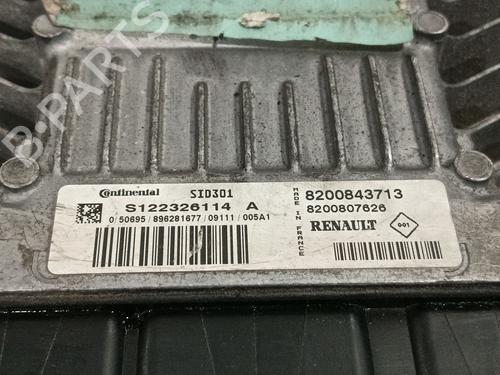 B-PARTS
Continental SID301
S122326114 A
0/50695/896281677/09111/005A1
MADE IN FRANCE
8200843713
8200807626
RENAULT
001